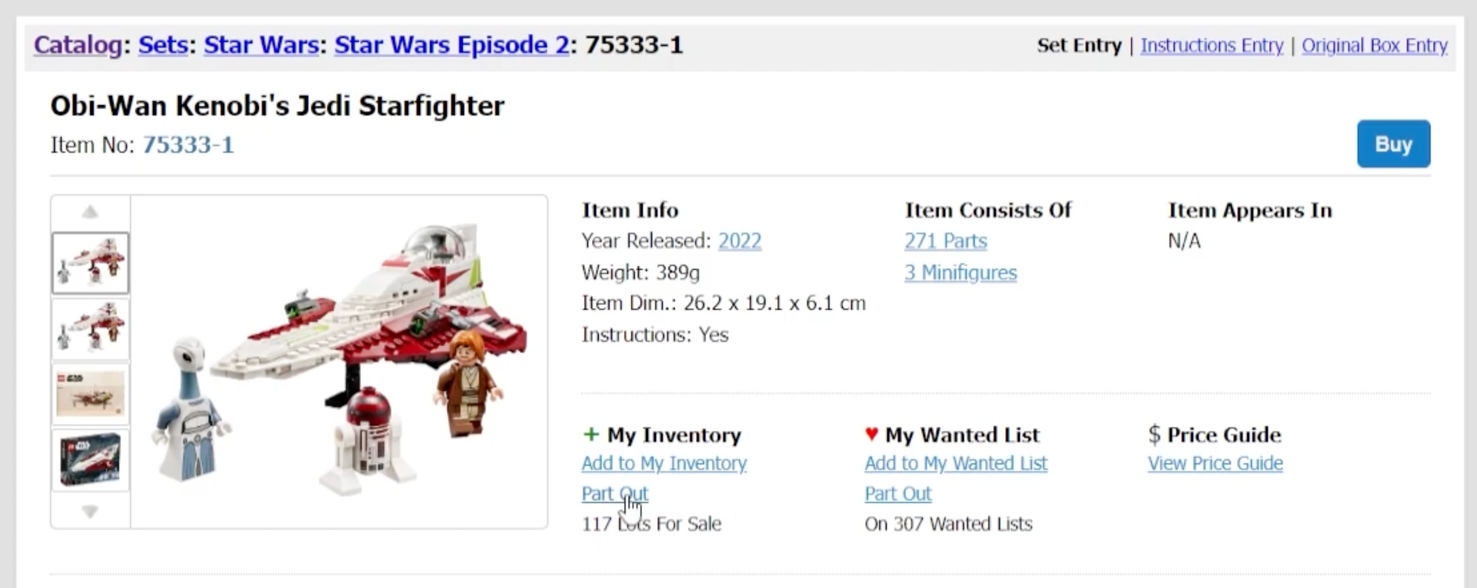 Catalog: Sets: Star Wars: Star Wars Episode 2: 75333-1
Set Entry | Instructions Entry | Original Box Entry
Obi-Wan Kenobi's Jedi Starfighter
Item No: 75333-1
Buy
Item Info
Year Released: 2022
Weight: 389g
Item Dim.: 26.2 x 19.1 x 6.1 cm
Instructions: Yes
Item Consists Of
271 Parts
3 Minifigures
Item Appears In
N/A
+ My Inventory
Add to My Inventory
Part Out
117 Lots For Sale
♥ My Wanted List
Add to My Wanted List
Part Out
On 307 Wanted Lists
$ Price Guide
View Price Guide